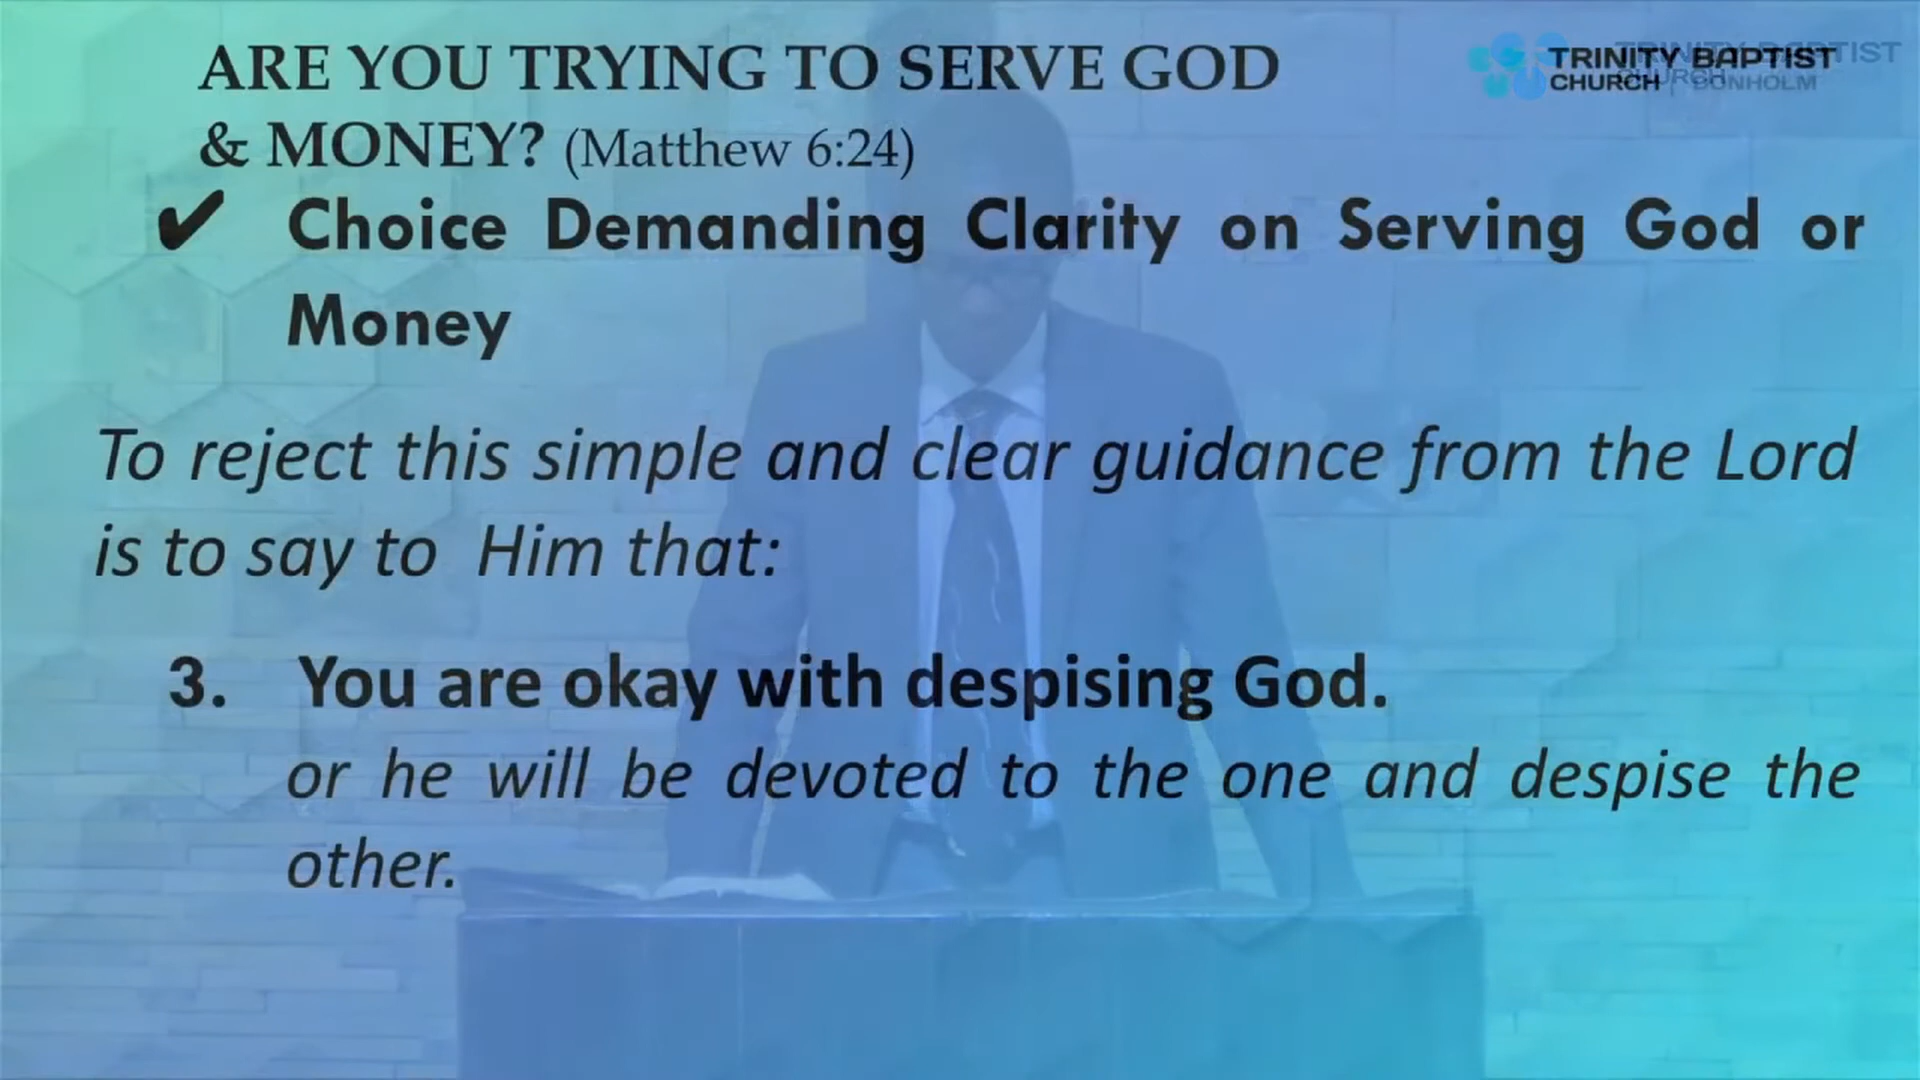 ARE YOU TRYING TO SERVE GOD
& MONEY? (Matthew 6:24)
TRINITY BAPTIST
CHURCH | DONHOLM
✔ Choice Demanding Clarity on Serving God or
Money
To reject this simple and clear guidance from the Lord
is to say to Him that:
3. You are okay with despising God.
or he will be devoted to the one and despise the
other.